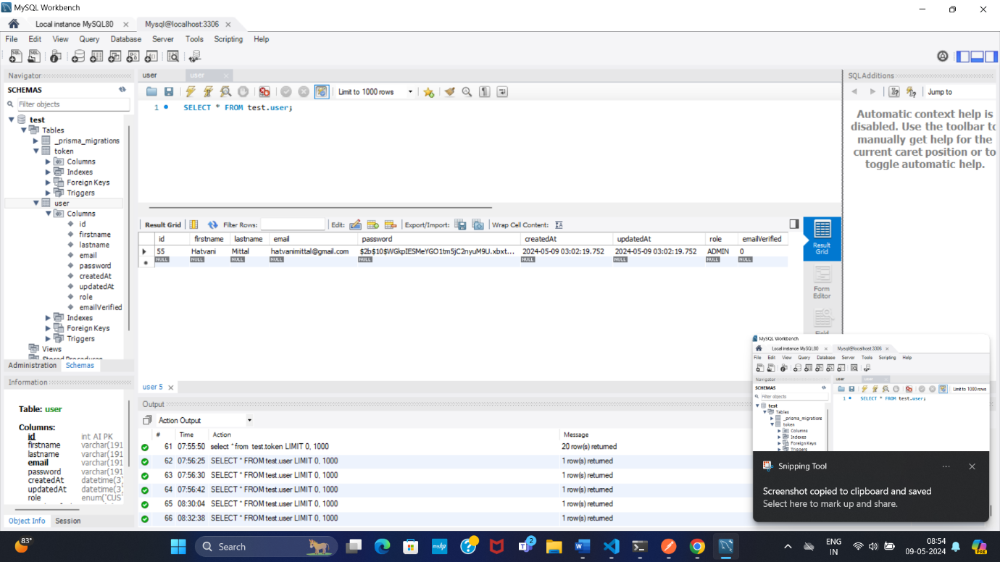 MySQL Workbench
Local instance MySQL80
Mysql@localhost:3306
File Edit View Query Database Server Tools Scripting Help
Navigator
SCHEMAS
Filter objects
test
Tables
_prisma_migrations
token
Columns
Indexes
Foreign Keys
Triggers
user
Columns
id
firstname
lastname
email
password
createdAt
updatedAt
role
emailVerified
Indexes
Foreign Keys
Triggers
Views
Stored Procedures
Administration Schemas
Information
Table: user
Columns:
id int AI PK
firstname varchar(191
lastname varchar(191
email varchar(191
password varchar(191
createdAt datetime(3)
updatedAt datetime(3)
role enum('CUS
Object Info Session
user user
Limit to 1000 rows
1 SELECT * FROM test.user;
Result Grid Filter Rows: Edit: Export/Import: Wrap Cell Content:
id firstname lastname email password createdAt updatedAt role emailVerified
55 Hatvani Mittal hatvanimittal@gmail.com $2b$10$WGkpIESMeYGO1tm5jC2nyuM9U.xbxt... 2024-05-09 03:02:19.752 2024-05-09 03:02:19.752 ADMIN 0
NULL NULL NULL NULL NULL NULL NULL NULL NULL
Result Grid
Form Editor
user 5
Output
Action Output
# Time Action Message
61 07:55:50 select * from test.token LIMIT 0, 1000 20 row(s) returned
62 07:56:25 SELECT * FROM test.user LIMIT 0, 1000 1 row(s) returned
63 07:56:30 SELECT * FROM test.user LIMIT 0, 1000 1 row(s) returned
64 07:56:42 SELECT * FROM test.user LIMIT 0, 1000 1 row(s) returned
65 08:30:04 SELECT * FROM test.user LIMIT 0, 1000 1 row(s) returned
66 08:32:38 SELECT * FROM test.user LIMIT 0, 1000 1 row(s) returned
SQLAdditions
Jump to
Automatic context help is
disabled. Use the toolbar to
manually get help for the
current caret position or to
toggle automatic help.
MySQL Workbench
Local instance MySQL80 Mysql@localhost:3306
File Edit View Query Database Server Tools Scripting Help
Navigator
SCHEMAS
Filter objects
test
Tables
_prisma_migrations
token
Columns
Indexes
Foreign Keys
Triggers
Limit to 1000 rows
1 SELECT * FROM test.user;
Snipping Tool
Screenshot copied to clipboard and saved
Select here to mark up and share.
83°
Search
2
ENG
IN
08:54
09-05-2024
PRE